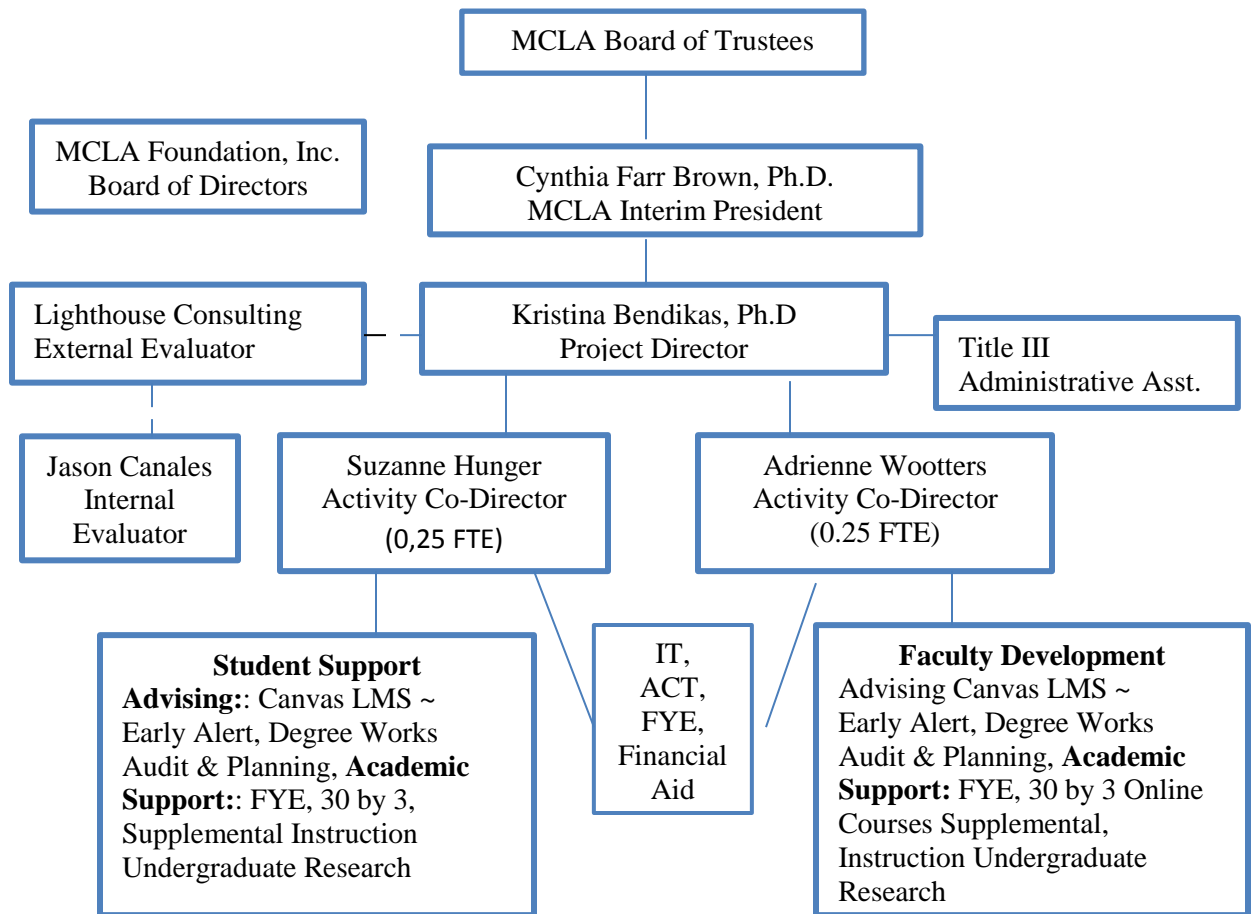 MCLA Board of Trustees
MCLA Foundation, Inc.
Board of Directors
Cynthia Farr Brown, Ph.D.
MCLA Interim President
Lighthouse Consulting
External Evaluator
Kristina Bendikas, Ph.D
Project Director
Title III
Administrative Asst.
Jason Canales
Internal
Evaluator
Suzanne Hunger
Activity Co-Director
(0,25 FTE)
Adrienne Wootters
Activity Co-Director
(0.25 FTE)
Student Support
Advising:: Canvas LMS ~
Early Alert, Degree Works
Audit & Planning, Academic
Support:: FYE, 30 by 3,
Supplemental Instruction
Undergraduate Research
IT,
ACT,
FYE,
Financial
Aid
Faculty Development
Advising Canvas LMS ~
Early Alert, Degree Works
Audit & Planning, Academic
Support: FYE, 30 by 3 Online
Courses Supplemental,
Instruction Undergraduate
Research